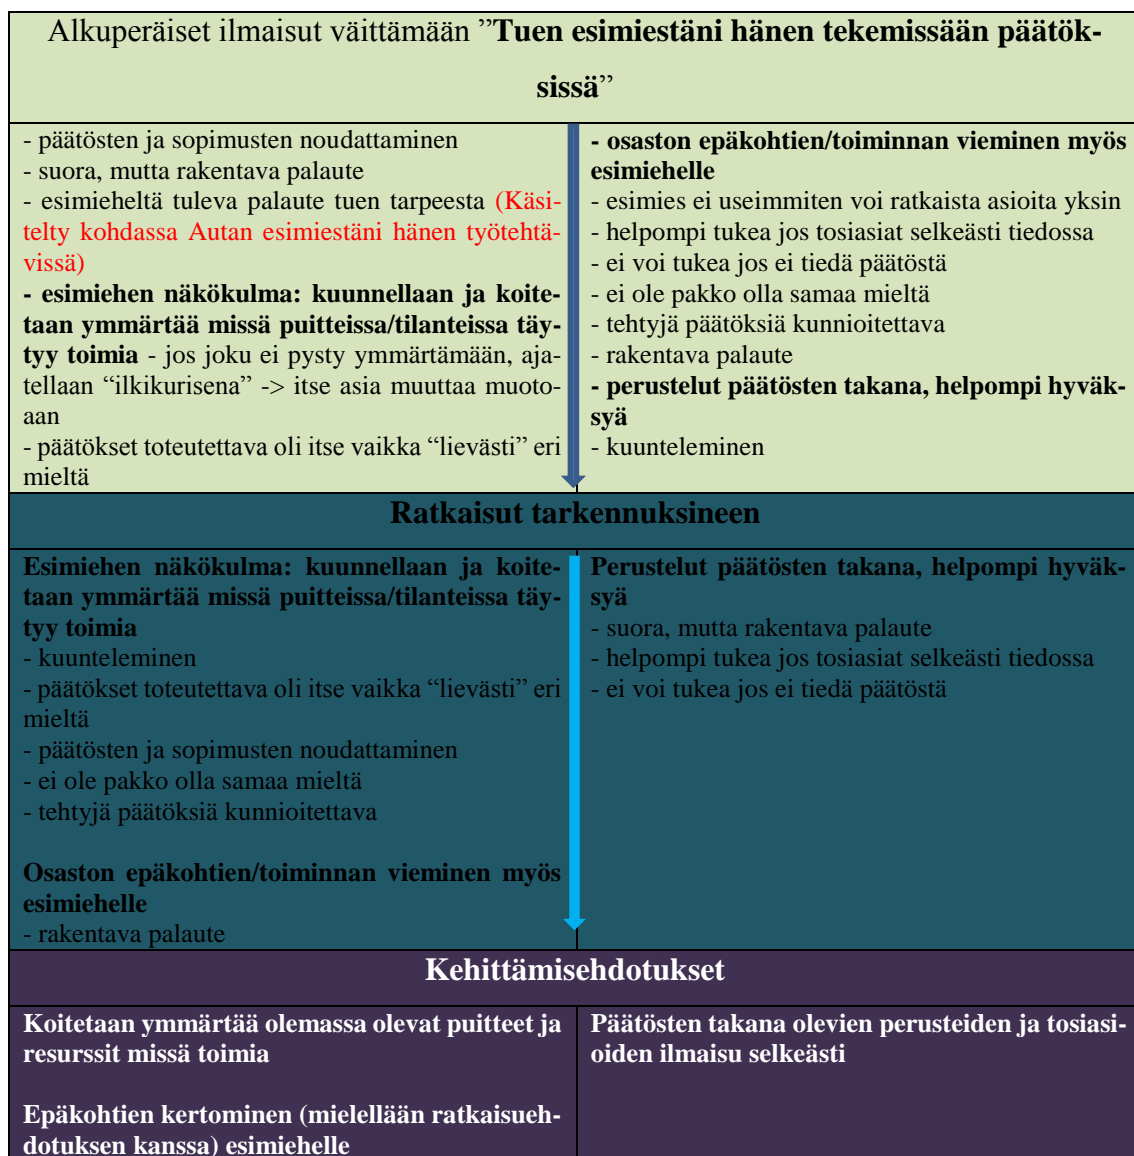 Alkuperäiset ilmaisut väittämään ”Tuen esimiestäni hänen tekemissään päätök-
sissä”
- päätösten ja sopimusten noudattaminen
- suora, mutta rakentava palaute
- esimieheltä tuleva palaute tuen tarpeesta (Käsi-
telty kohdassa Autan esimiestäni hänen työtehtä-
vissä)
- esimiehen näkökulma: kuunnellaan ja koite-
taan ymmärtää missä puitteissa/tilanteissa täy-
tyy toimia - jos joku ei pysty ymmärtämään, aja-
tellaan “ilkikurisena” -> itse asia muuttaa muoto-
aan
- päätökset toteutettava oli itse vaikka “lievästi” eri
mieltä
- osaston epäkohtien/toiminnan vieminen myös
esimiehelle
- esimies ei useimmiten voi ratkaista asioita yksin
- helpompi tukea jos tosiasiat selkeästi tiedossa
- ei voi tukea jos ei tiedä päätöstä
- ei ole pakko olla samaa mieltä
- tehtyjä päätöksiä kunnioitettava
- rakentava palaute
- perustelut päätösten takana, helpompi hyväk-
syä
- kuunteleminen
Ratkaisut tarkennuksineen
Esimiehen näkökulma: kuunnellaan ja koite-
taan ymmärtää missä puitteissa/tilanteissa täy-
tyy toimia
- kuunteleminen
- päätökset toteutettava oli itse vaikka “lievästi” eri
mieltä
- päätösten ja sopimusten noudattaminen
- ei ole pakko olla samaa mieltä
- tehtyjä päätöksiä kunnioitettava
Osaston epäkohtien/toiminnan vieminen myös
esimiehelle
- rakentava palaute
Perustelut päätösten takana, helpompi hyväk-
syä
- suora, mutta rakentava palaute
- helpompi tukea jos tosiasiat selkeästi tiedossa
- ei voi tukea jos ei tiedä päätöstä
Kehittämisehdotukset
Koitetaan ymmärtää olemassa olevat puitteet ja
resurssit missä toimia
Epäkohtien kertominen (mielellään ratkaisueh-
dotuksen kanssa) esimiehelle
Päätösten takana olevien perusteiden ja tosiasi-
oiden ilmaisu selkeästi